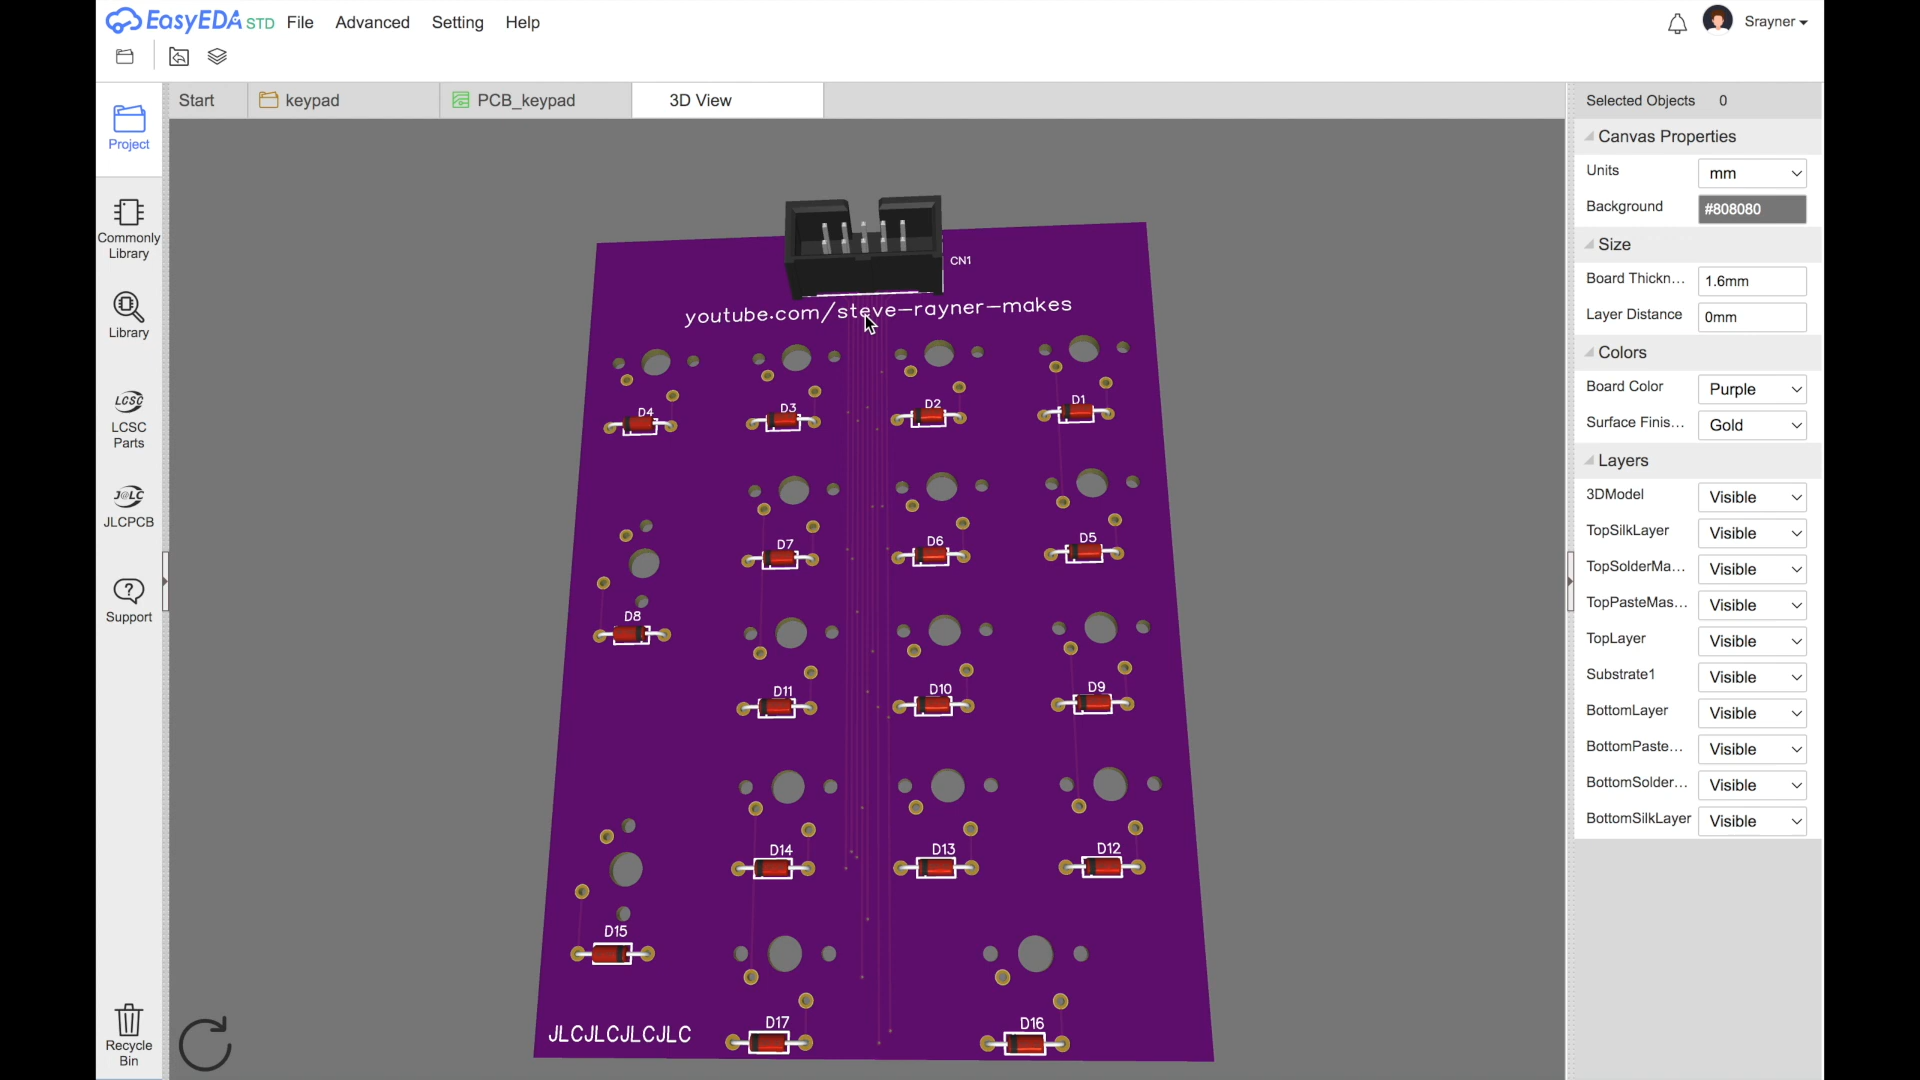 EasyEDA STD File Advanced Setting Help
Srayner
Start keypad PCB_keypad 3D View
Project
Commonly
Library
Library
LCSC
LCSC
Parts
J@LC
JLCPCB
Support
Recycle
Bin
CN1
youtube.com/steve-rayner-makes
D4 D3 D2 D1
D7 D6 D5
D8
D11 D10 D9
D14 D13 D12
D15
D17 D16
JLCJLCJLCJLC
Selected Objects 0
Canvas Properties
Units mm
Background #808080
Size
Board Thickn... 1.6mm
Layer Distance 0mm
Colors
Board Color Purple
Surface Finis... Gold
Layers
3DModel Visible
TopSilkLayer Visible
TopSolderMa... Visible
TopPasteMas... Visible
TopLayer Visible
Substrate1 Visible
BottomLayer Visible
BottomPaste... Visible
BottomSolder... Visible
BottomSilkLayer Visible